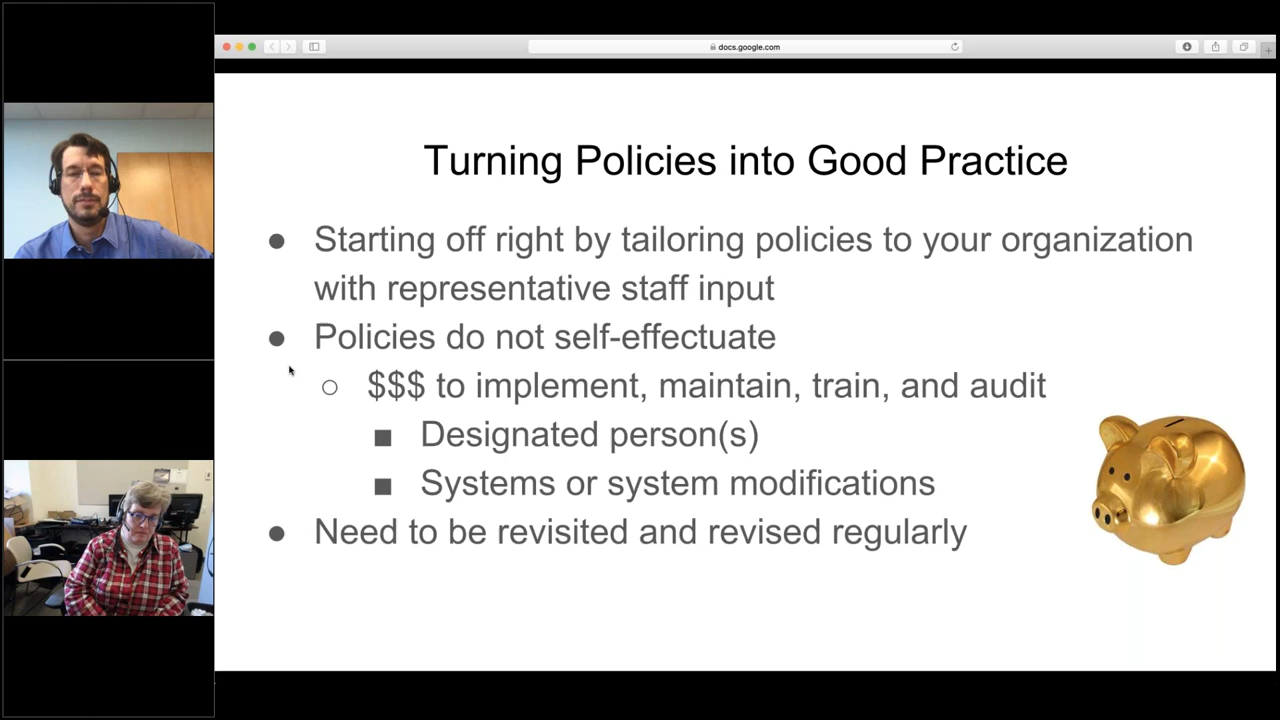 docs.google.com
Turning Policies into Good Practice
● Starting off right by tailoring policies to your organization
with representative staff input
● Policies do not self-effectuate
○ $$$ to implement, maintain, train, and audit
■ Designated person(s)
■ Systems or system modifications
● Need to be revisited and revised regularly